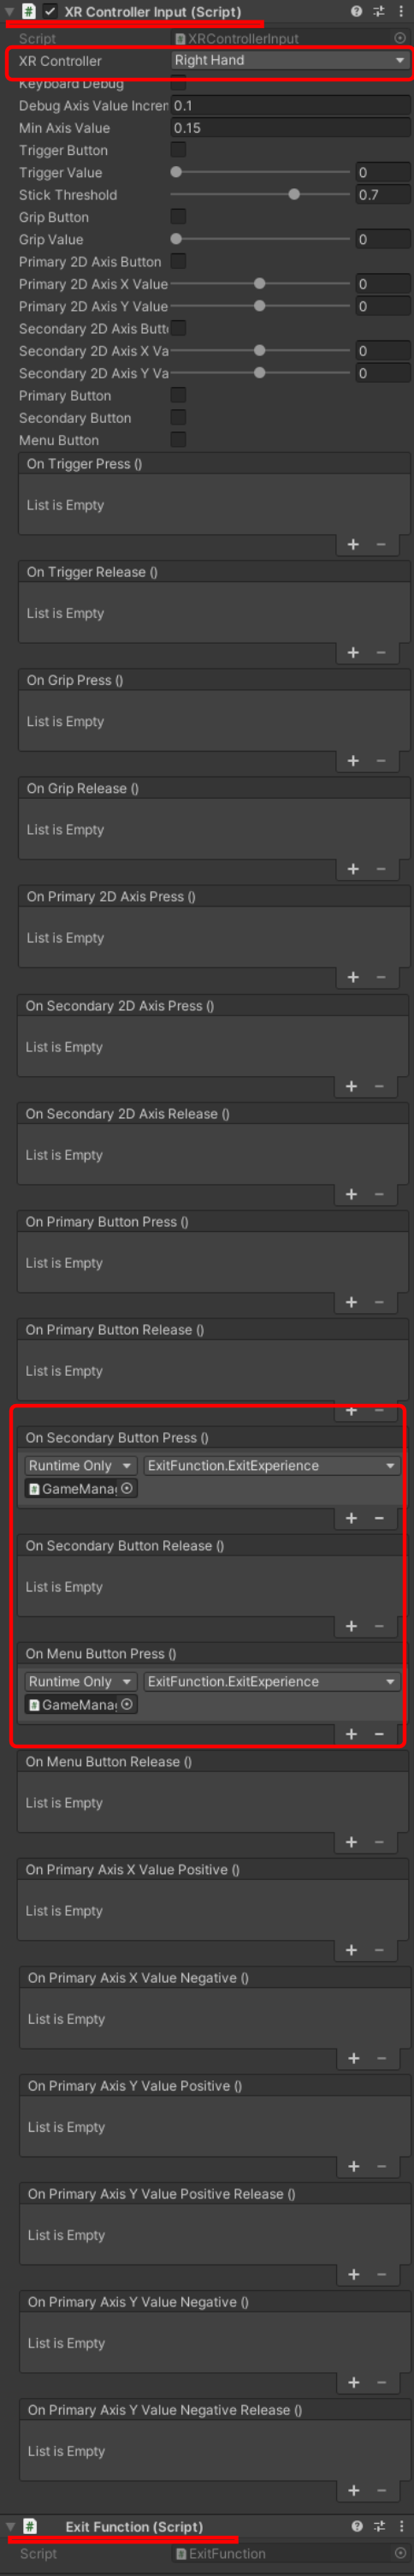 XR Controller Input (Script)
Script XRControllerInput
XR Controller Right Hand
Keyboard Debug
Debug Axis Value Increr 0.1
Min Axis Value 0.15
Trigger Button
Trigger Value 0
Stick Threshold 0.7
Grip Button
Grip Value 0
Primary 2D Axis Button
Primary 2D Axis X Value 0
Primary 2D Axis Y Value 0
Secondary 2D Axis Butt
Secondary 2D Axis X Va 0
Secondary 2D Axis Y Va 0
Primary Button
Secondary Button
Menu Button
On Trigger Press ()
List is Empty
+ −
On Trigger Release ()
List is Empty
+ −
On Grip Press ()
List is Empty
+ −
On Grip Release ()
List is Empty
+ −
On Primary 2D Axis Press ()
List is Empty
+ −
On Secondary 2D Axis Press ()
List is Empty
+ −
On Secondary 2D Axis Release ()
List is Empty
+ −
On Primary Button Press ()
List is Empty
+ −
On Primary Button Release ()
List is Empty
+ −
On Secondary Button Press ()
Runtime Only ExitFunction.ExitExperience
GameMana
+ −
On Secondary Button Release ()
List is Empty
+ −
On Menu Button Press ()
Runtime Only ExitFunction.ExitExperience
GameMana
+ −
On Menu Button Release ()
List is Empty
+ −
On Primary Axis X Value Positive ()
List is Empty
+ −
On Primary Axis X Value Negative ()
List is Empty
+ −
On Primary Axis Y Value Positive ()
List is Empty
+ −
On Primary Axis Y Value Positive Release ()
List is Empty
+ −
On Primary Axis Y Value Negative ()
List is Empty
+ −
On Primary Axis Y Value Negative Release ()
List is Empty
+ −
Exit Function (Script)
Script ExitFunction